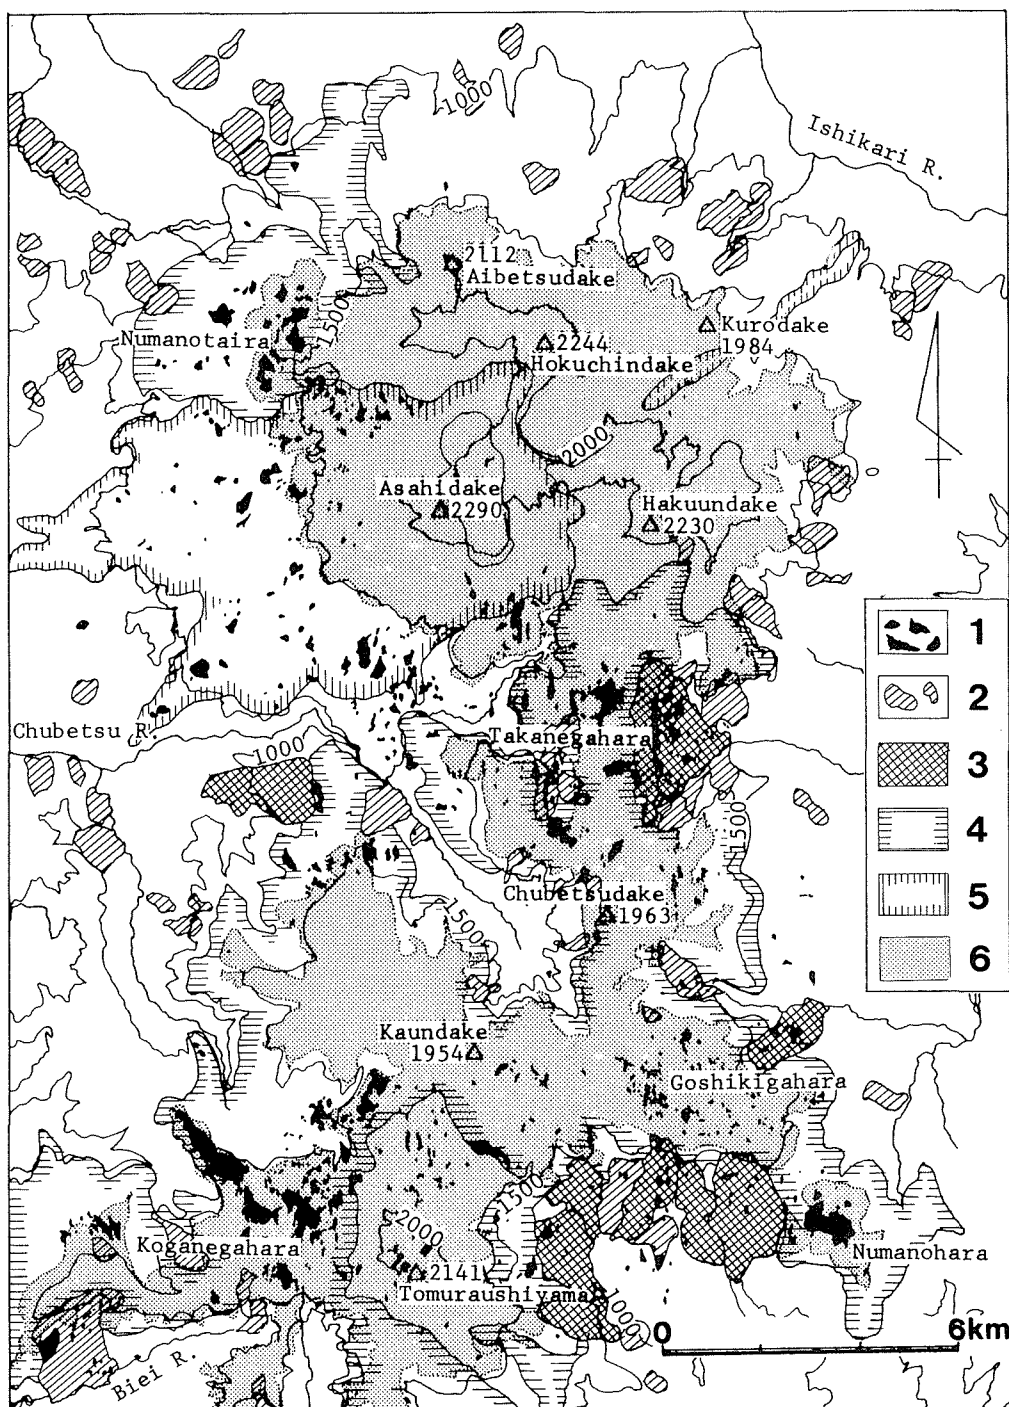 1000
Ishikari R.
2112
Aibetsudake
1500
Numanotaira
Kurodake
1984
2244
Hokuchindake
2000
Asahidake
2290
Hakuundake
2230
1
2
3
4
5
6
Chubetsu R.
Takanegahara
1000
1500
Chubetsudake
1963
1500
Kaundake
1954
Goshikigahara
1500
2000
Koganegahara
2141
Tomuraushiyama
Numanohara
1000
0 6km
Biei R.